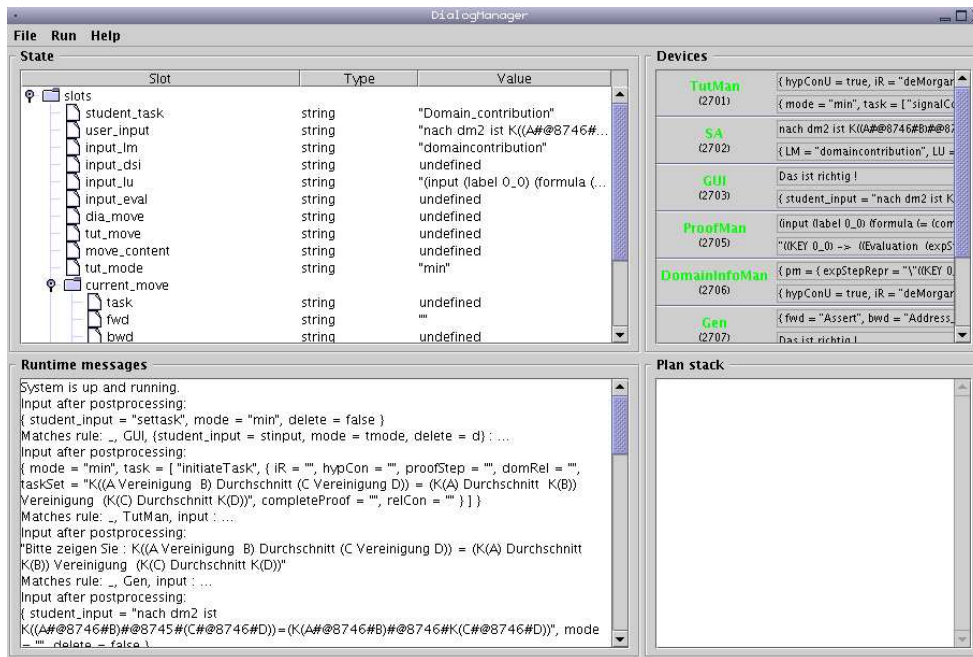 DialogManager
File Run Help
State
Slot Type Value
slots
student_task string "Domain_contribution"
user_input string "nach dm2 ist K((A#@8746#...
input_lm string "domaincontribution"
input_dsi string undefined
input_lu string "(input (label 0_0) (formula (...
input_eval string undefined
dia_move string undefined
tut_move string undefined
move_content string undefined
tut_mode string "min"
current_move
task string undefined
fwd string ""
bwd string undefined
Devices
TutMan
(2701)
{ hypConU = true, iR = "deMorgar
{ mode = "min", task = ["signalCo
SA
(2702)
nach dm2 ist K((A#@8746#B)#@87
{ LM = "domaincontribution", LU =
GUI
(2703)
Das ist richtig !
{ student_input = "nach dm2 ist K
ProofMan
(2705)
(input (label 0_0) (formula (= (com
"((KEY 0_0) -> ((Evaluation (expS
DomainInfoMan
(2706)
{ pm = { expStepRepr = "\"((KEY 0_
{ hypConU = true, iR = "deMorgar
Gen
(2707)
{ fwd = "Assert", bwd = "Address_
Das ist richtig !
Runtime messages
System is up and running.
Input after postprocessing:
{ student_input = "settask", mode = "min", delete = false }
Matches rule: _, GUI, {student_input = stinput, mode = tmode, delete = d} : ...
Input after postprocessing:
{ mode = "min", task = [ "initiateTask", { iR = "", hypCon = "", proofStep = "", domRel = "",
taskSet = "K((A Vereinigung B) Durchschnitt (C Vereinigung D)) = (K(A) Durchschnitt K(B))
Vereinigung (K(C) Durchschnitt K(D))", completeProof = "", relCon = "" } ] }
Matches rule: _, TutMan, input : ...
Input after postprocessing:
"Bitte zeigen Sie : K((A Vereinigung B) Durchschnitt (C Vereinigung D)) = (K(A) Durchschnitt
K(B)) Vereinigung (K(C) Durchschnitt K(D))"
Matches rule: _, Gen, input : ...
Input after postprocessing:
{ student_input = "nach dm2 ist
K((A#@8746#B)#@8745#(C#@8746#D))=(K(A#@8746#B)#@8746#K(C#@8746#D))", mode
= "", delete = false }
Plan stack